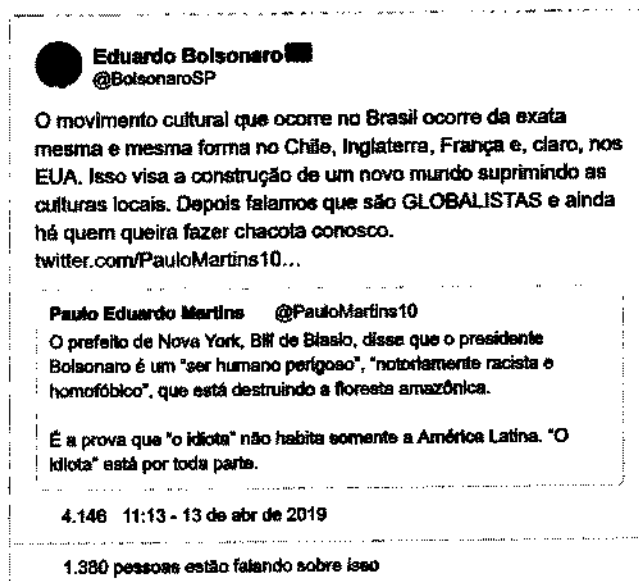 Eduardo Bolsonaro
@BolsonaroSP
O movimento cultural que ocorre no Brasil ocorre da exata
mesma e mesma forma no Chile, Inglaterra, França e, claro, nos
EUA. Isso visa a construção de um novo mundo suprimindo as
culturas locais. Depois falamos que são GLOBALISTAS e ainda
há quem queira fazer chacota conosco.
twitter.com/PauloMartins10...
Paulo Eduardo Martins @PauloMartins10
O prefeito de Nova York, Bill de Blasio, disse que o presidente
Bolsonaro é um "ser humano perigoso", "notoriamente racista e
homofóbico", que está destruindo a floresta amazônica.
É a prova que "o idiota" não habita somente a América Latina. "O
idiota" está por toda parte.
4.146 11:13 - 13 de abr de 2019
1.380 pessoas estão falando sobre isso